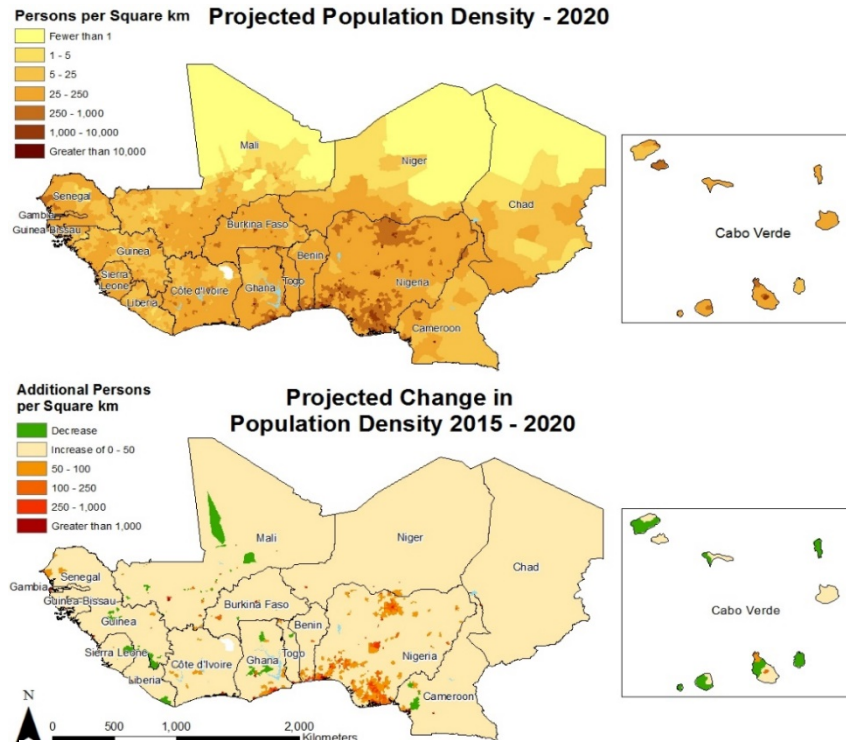 Persons per Square km
Projected Population Density - 2020
Fewer than 1
1 - 5
5 - 25
25 - 250
250 - 1,000
1,000 - 10,000
Greater than 10,000
Mali
Niger
Chad
Senegal
Gambia
Guinea-Bissau
Burkina Faso
Guinea
Benin
Sierra
Leone
Côte d'Ivoire
Ghana
Togo
Nigeria
Liberia
Cameroon
Cabo Verde
Additional Persons
per Square km
Projected Change in
Population Density 2015 - 2020
Decrease
Increase of 0 - 50
50 - 100
100 - 250
250 - 1,000
Greater than 1,000
Mali
Niger
Chad
Senegal
Gambia
Guinea-Bissau
Burkina Faso
Guinea
Benin
Sierra Leone
Côte d'Ivoire
Ghana
Togo
Nigeria
Liberia
Cameroon
Cabo Verde
N
0 500 1,000 2,000
Kilometers